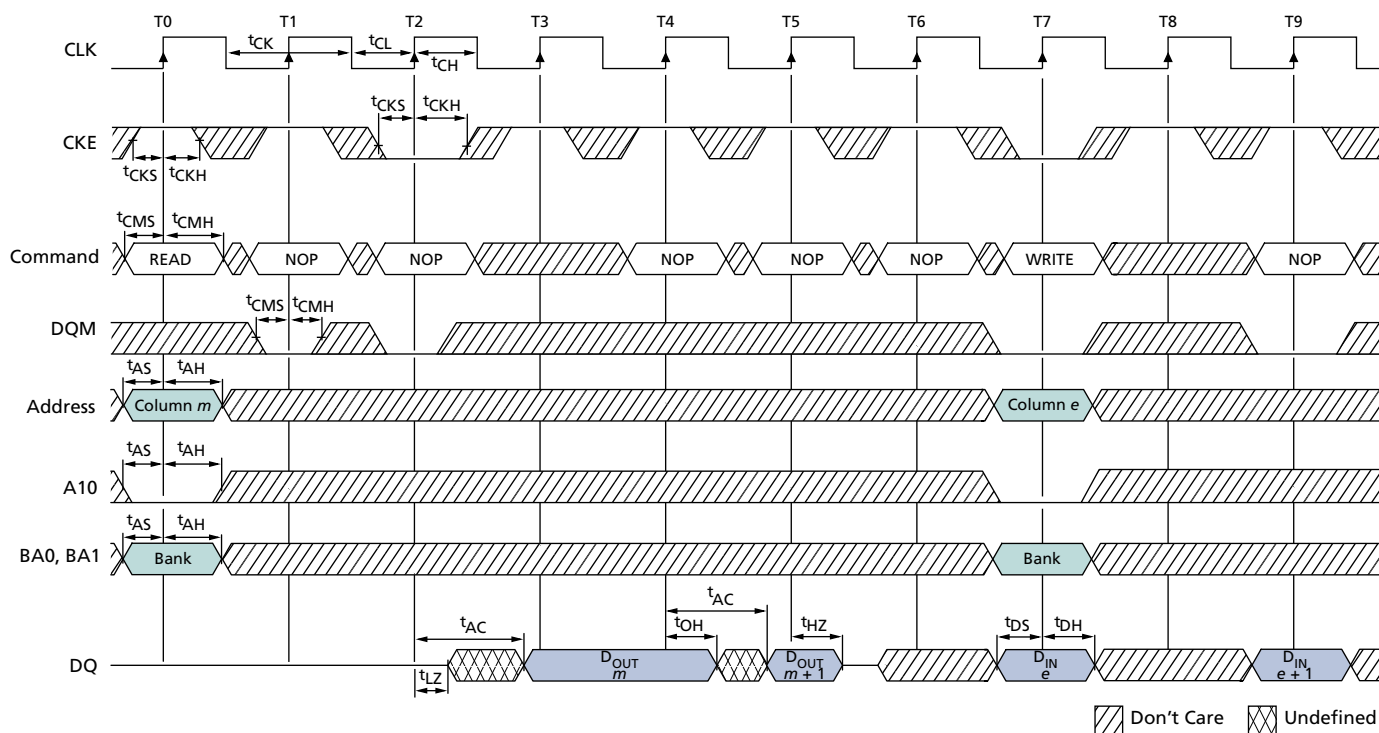 T0 T1 T2 T3 T4 T5 T6 T7 T8 T9
CLK
tCK tCL
tCH
tCKS tCKH
CKE
tCKS tCKH
tCMS tCMH
Command READ NOP NOP NOP NOP NOP WRITE NOP
tCMS tCMH
DQM
tAS tAH
Address Column m Column e
tAS tAH
A10
tAS tAH
BA0, BA1 Bank Bank
tAC
tAC tOH tHZ tDS tDH
DQ DOUT m DOUT m + 1 DIN e DIN e + 1
tLZ
Don't Care Undefined